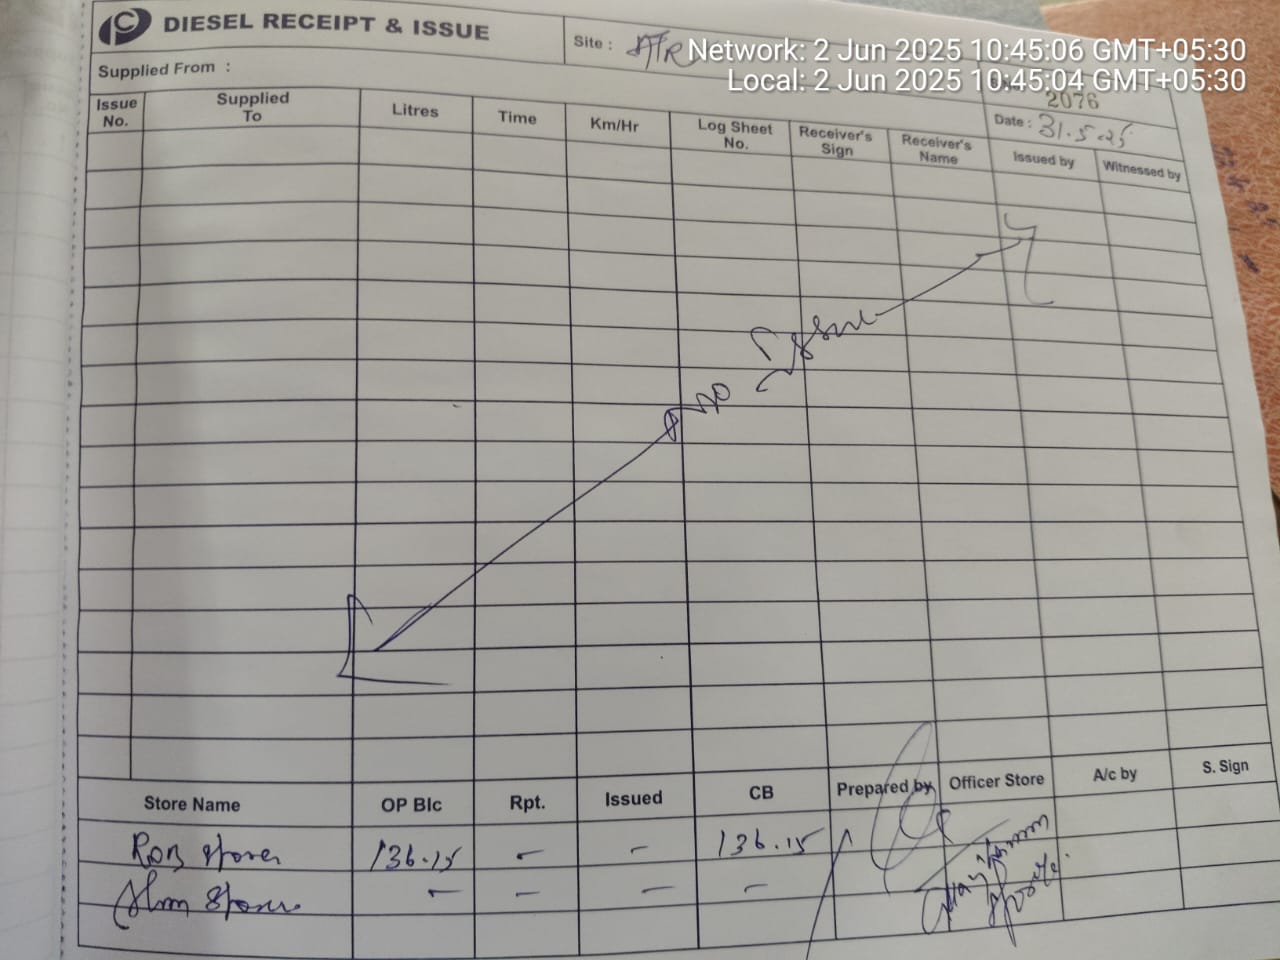 DIESEL RECEIPT & ISSUE
Site :
Network: 2 Jun 2025 10:45:06 GMT+05:30
Local: 2 Jun 2025 10:45:04 GMT+05:30
Supplied From :
2076
Date : 31.5.25
Issue No. Supplied To Litres Time Km/Hr Log Sheet No. Receiver's Sign Receiver's Name Issued by Witnessed by
No Issue
Store Name OP Blc Rpt. Issued CB Prepared by Officer Store A/c by S. Sign
ROB Store 136.15 - - 136.15
Store - - - -